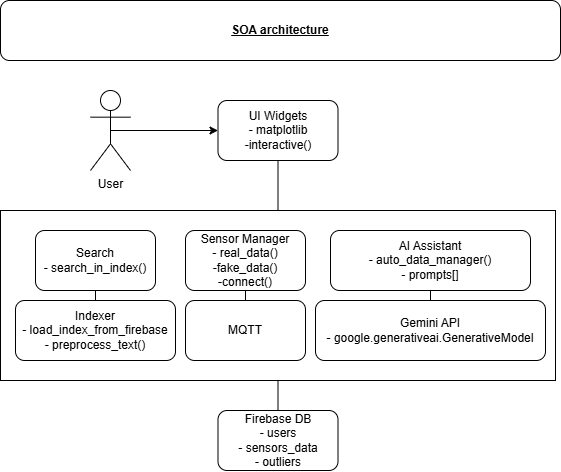 SOA architecture
UI Widgets
- matplotlib
-interactive()
User
Search
- search_in_index()
Sensor Manager
- real_data()
-fake_data()
-connect()
AI Assistant
- auto_data_manager()
- prompts[]
Indexer
- load_index_from_firebase
- preprocess_text()
MQTT
Gemini API
- google.generativeai.GenerativeModel
Firebase DB
- users
- sensors_data
- outliers